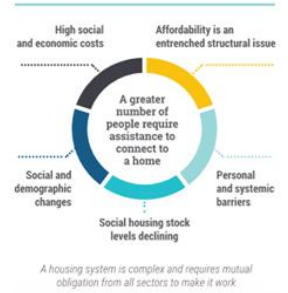 High social
and economic costs
Affordability is an
entrenched structural issue
A greater
number of
people require
assistance to
connect to
a home
Social and
demographic
changes
Personal
and systemic
barriers
Social housing stock
levels declining
A housing system is complex and requires mutual
obligation from all sectors to make it work